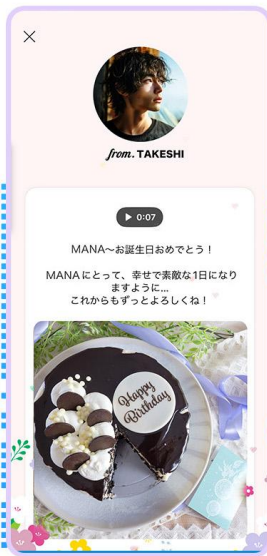 from. TAKESHI
0:07
MANA〜お誕生日おめでとう！
MANAにとって、幸せで素敵な1日になり
ますように...
これからもずっとよろしくね！
Happy
Birthday